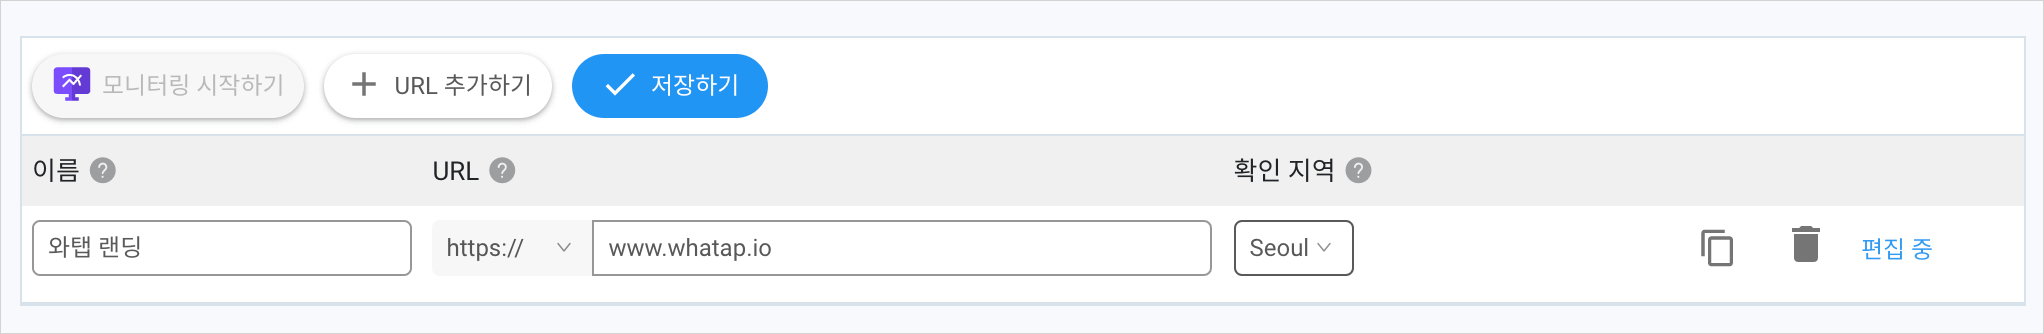 모니터링 시작하기 URL 추가하기 저장하기
이름 ? URL ? 확인 지역 ?
와탭 랜딩 https:// www.whatap.io Seoul 편집 중